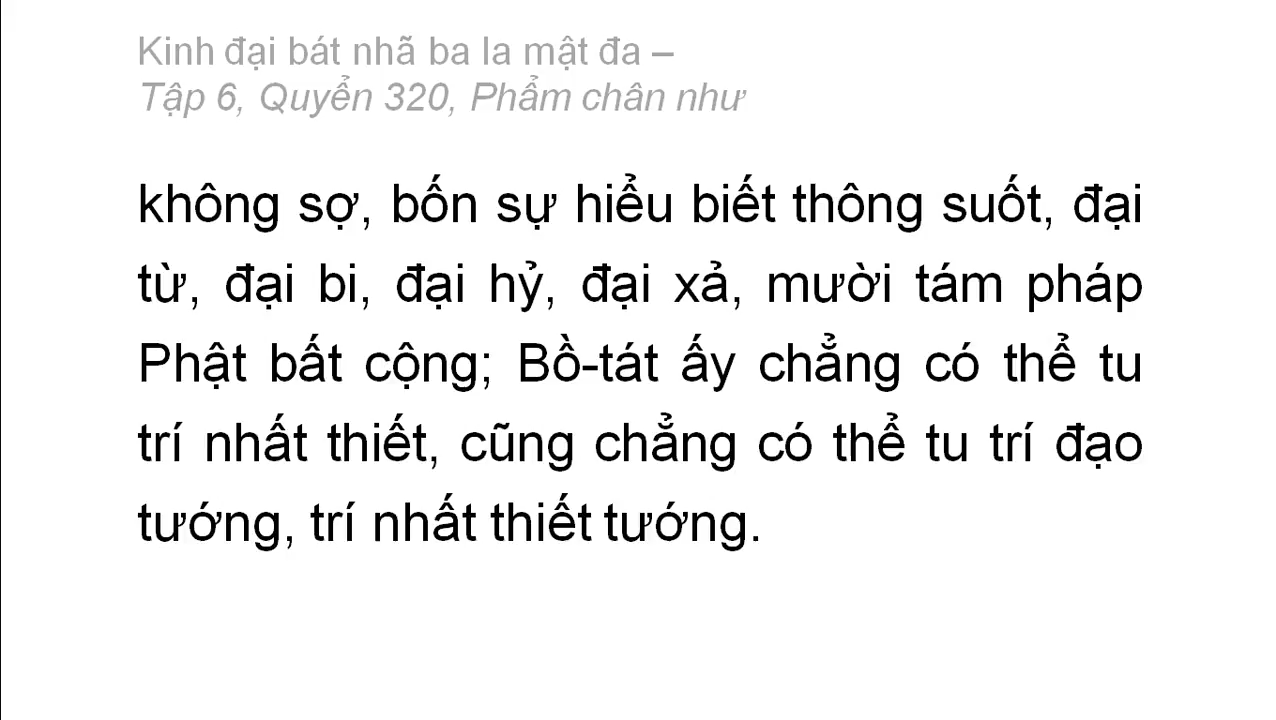 Kinh đại bát nhã ba la mật đa –
Tập 6, Quyển 320, Phẩm chân như
không sợ, bốn sự hiểu biết thông suốt, đại
từ, đại bi, đại hỷ, đại xả, mười tám pháp
Phật bất cộng; Bồ-tát ấy chẳng có thể tu
trí nhất thiết, cũng chẳng có thể tu trí đạo
tướng, trí nhất thiết tướng.